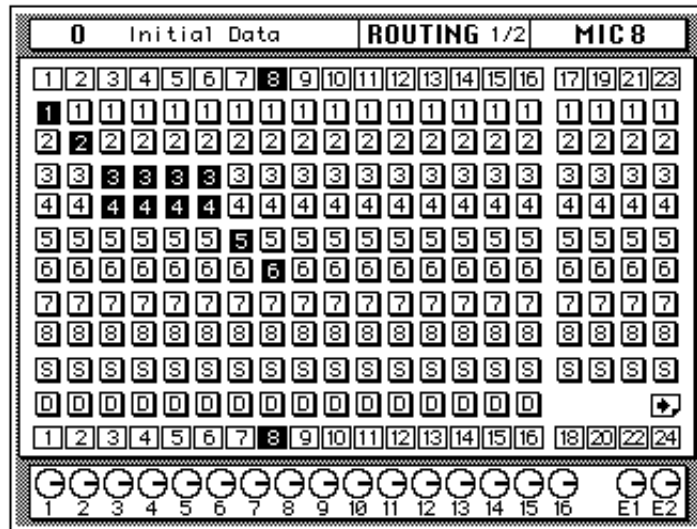 0 Initial Data ROUTING 1/2 MIC 8
1 2 3 4 5 6 7 8 9 10 11 12 13 14 15 16 17 19 21 23
1 1 1 1 1 1 1 1 1 1 1 1 1 1 1 1 1 1 1 1
2 2 2 2 2 2 2 2 2 2 2 2 2 2 2 2 2 2 2 2
3 3 3 3 3 3 3 3 3 3 3 3 3 3 3 3 3 3 3 3
4 4 4 4 4 4 4 4 4 4 4 4 4 4 4 4 4 4 4 4
5 5 5 5 5 5 5 5 5 5 5 5 5 5 5 5 5 5 5 5
6 6 6 6 6 6 6 6 6 6 6 6 6 6 6 6 6 6 6 6
7 7 7 7 7 7 7 7 7 7 7 7 7 7 7 7 7 7 7 7
8 8 8 8 8 8 8 8 8 8 8 8 8 8 8 8 8 8 8 8
S S S S S S S S S S S S S S S S S S S S
D D D D D D D D D D D D D D D D
1 2 3 4 5 6 7 8 9 10 11 12 13 14 15 16 18 20 22 24
1 2 3 4 5 6 7 8 9 10 11 12 13 14 15 16 E1 E2